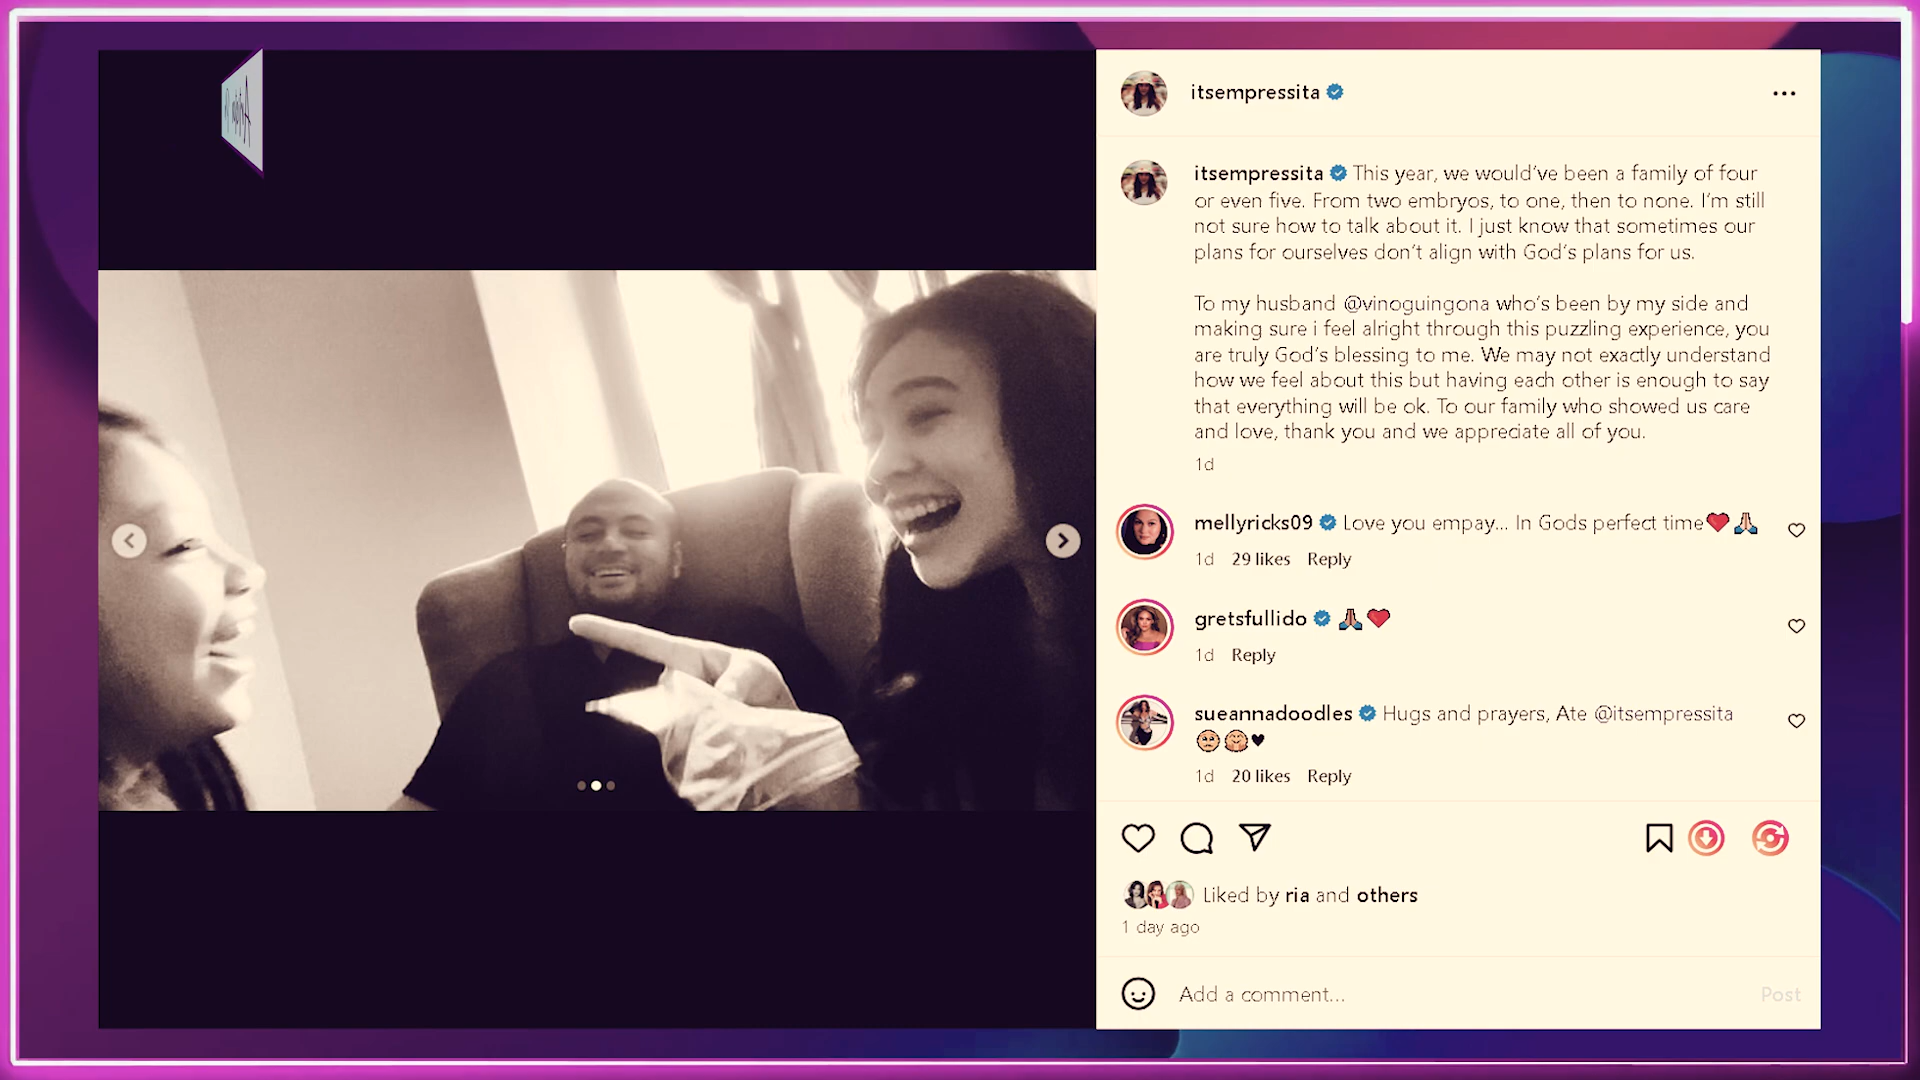 itsempressita
itsempressita This year, we would've been a family of four
or even five. From two embryos, to one, then to none. I'm still
not sure how to talk about it. I just know that sometimes our
plans for ourselves don't align with God's plans for us.
To my husband @vinoguingona who's been by my side and
making sure i feel alright through this puzzling experience, you
are truly God's blessing to me. We may not exactly understand
how we feel about this but having each other is enough to say
that everything will be ok. To our family who showed us care
and love, thank you and we appreciate all of you.
1d
mellyricks09 Love you empay... In Gods perfect time❤️🙏
1d 29 likes Reply
gretsfullido 🙏❤️
1d Reply
sueannadoodles Hugs and prayers, Ate @itsempressita
🥺🤗♥
1d 20 likes Reply
Liked by ria and others
1 day ago
Add a comment...
Post